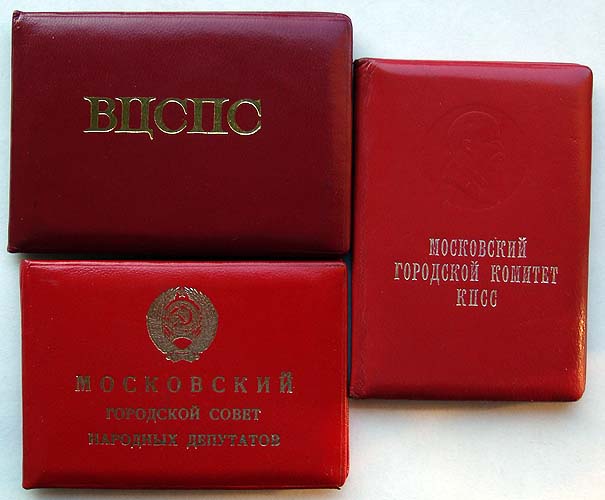 ВЦСПС
МОСКОВСКИЙ
ГОРОДСКОЙ КОМИТЕТ
КПСС
МОСКОВСКИЙ
ГОРОДСКОЙ СОВЕТ
НАРОДНЫХ ДЕПУТАТОВ